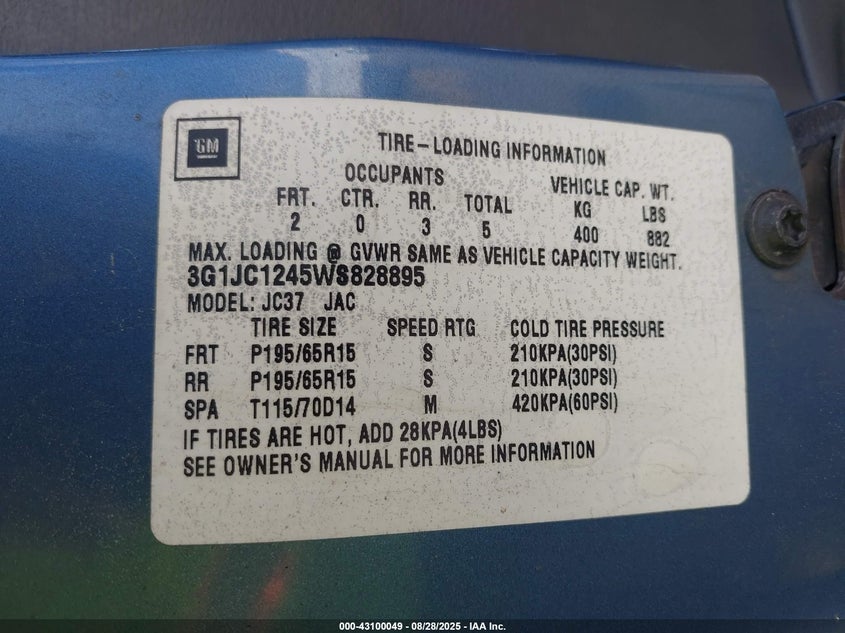 GM
TIRE-LOADING INFORMATION
OCCUPANTS VEHICLE CAP. WT.
FRT. CTR. RR. TOTAL KG LBS
2 0 3 5 400 882
MAX. LOADING @ GVWR SAME AS VEHICLE CAPACITY WEIGHT.
3G1JC1245WS828895
MODEL: JC37 JAC
TIRE SIZE SPEED RTG COLD TIRE PRESSURE
FRT P195/65R15 S 210KPA(30PSI)
RR P195/65R15 S 210KPA(30PSI)
SPA T115/70D14 M 420KPA(60PSI)
IF TIRES ARE HOT, ADD 28KPA(4LBS)
SEE OWNER'S MANUAL FOR MORE INFORMATION
000-43100049 - 08/28/2025 - IAA Inc.